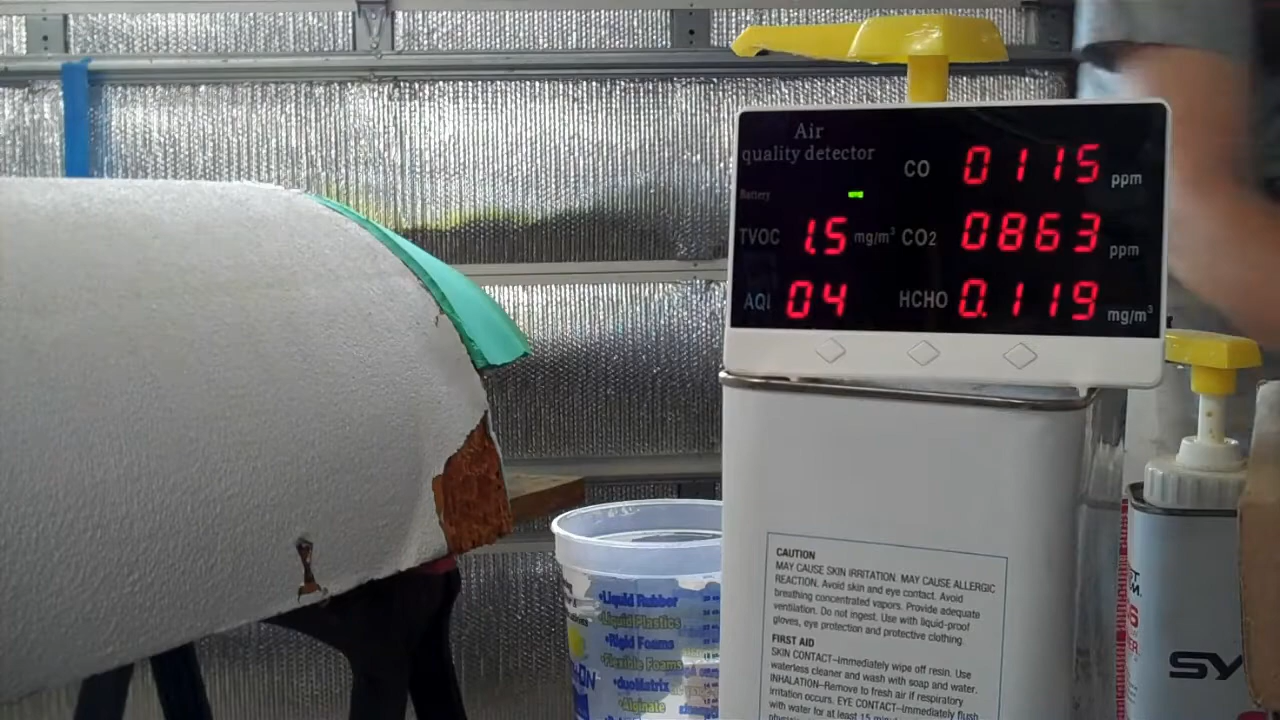 Air
quality detector
CO 0115 ppm
Battery
TVOC 1.5 mg/m³ CO2 0863 ppm
AQI 04 HCHO 0.119 mg/m³
CAUTION
MAY CAUSE SKIN IRRITATION. MAY CAUSE ALLERGIC
REACTION. Avoid skin and eye contact. Avoid
breathing concentrated vapors. Provide adequate
ventilation. Do not ingest. Use with liquid-proof
gloves, eye protection and protective clothing.
FIRST AID
SKIN CONTACT—Immediately wipe off resin. Use
waterless cleaner and wash with soap and water.
INHALATION—Remove to fresh air if respiratory
irritation occurs. EYE CONTACT—Immediately flush
with water for at least 15
•Liquid Rubber
•Liquid Plastics
•Rigid Foams
•Flexible Foams
•duoMatrix
•Alginate
SY